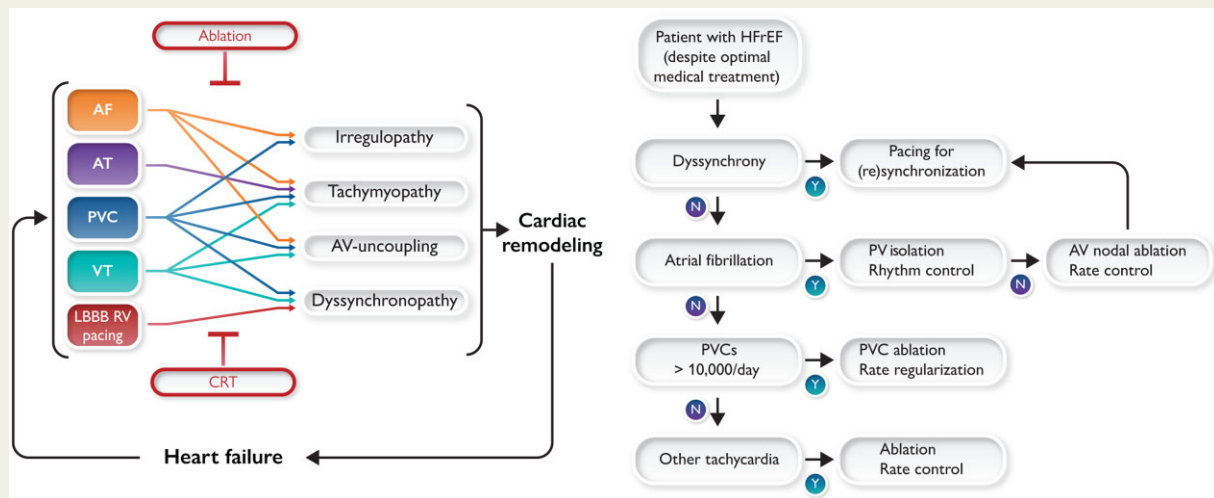 Ablation
AF
AT
PVC
VT
LBBB RV
pacing
Irregulopathy
Tachymyopathy
AV-uncoupling
Dyssynchronopathy
CRT
Cardiac
remodeling
Heart failure
Patient with HFrEF
(despite optimal
medical treatment)
Dyssynchrony
Y
Pacing for
(re)synchronization
N
Atrial fibrillation
Y
PV isolation
Rhythm control
N
AV nodal ablation
Rate control
N
PVCs
> 10,000/day
Y
PVC ablation
Rate regularization
N
Other tachycardia
Y
Ablation
Rate control